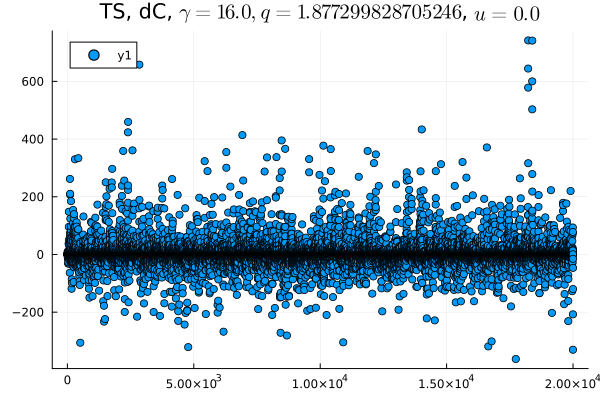 TS, dC, γ = 16.0, q = 1.877299828705246, u = 0.0
y1
600
400
200
0
−200
0 5.00×10³ 1.00×10⁴ 1.50×10⁴ 2.00×10⁴